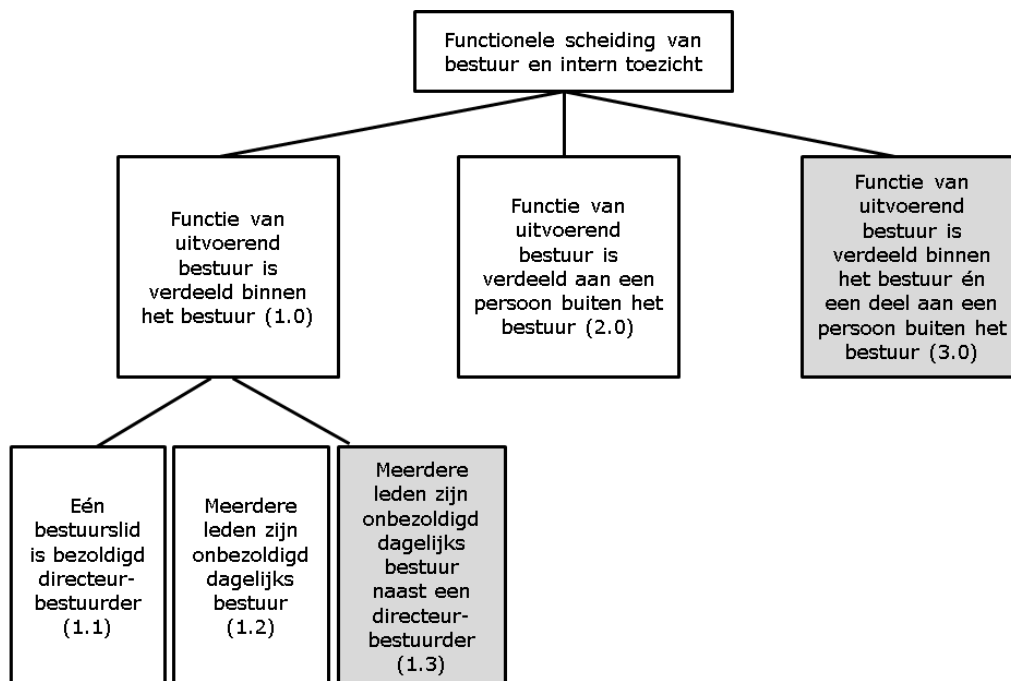 Functionele scheiding van
bestuur en intern toezicht
Functie van
uitvoerend
bestuur is
verdeeld binnen
het bestuur (1.0)
Functie van
uitvoerend
bestuur is
verdeeld aan een
persoon buiten het
bestuur (2.0)
Functie van
uitvoerend
bestuur is
verdeeld binnen
het bestuur én
een deel aan een
persoon buiten het
bestuur (3.0)
Eén
bestuurslid
is bezoldigd
directeur-
bestuurder
(1.1)
Meerdere
leden zijn
onbezoldigd
dagelijks
bestuur
(1.2)
Meerdere
leden zijn
onbezoldigd
dagelijks
bestuur
naast een
directeur-
bestuurder
(1.3)